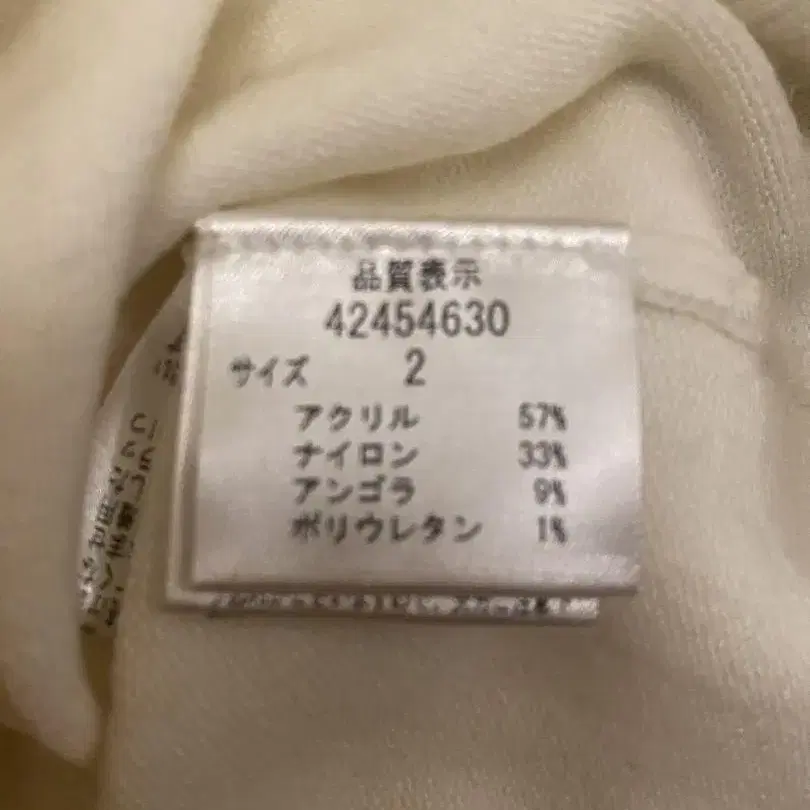 品質表示
42454630
サイズ 2
アクリル 57%
ナイロン 33%
アンゴラ 9%
ポリウレタン 1%